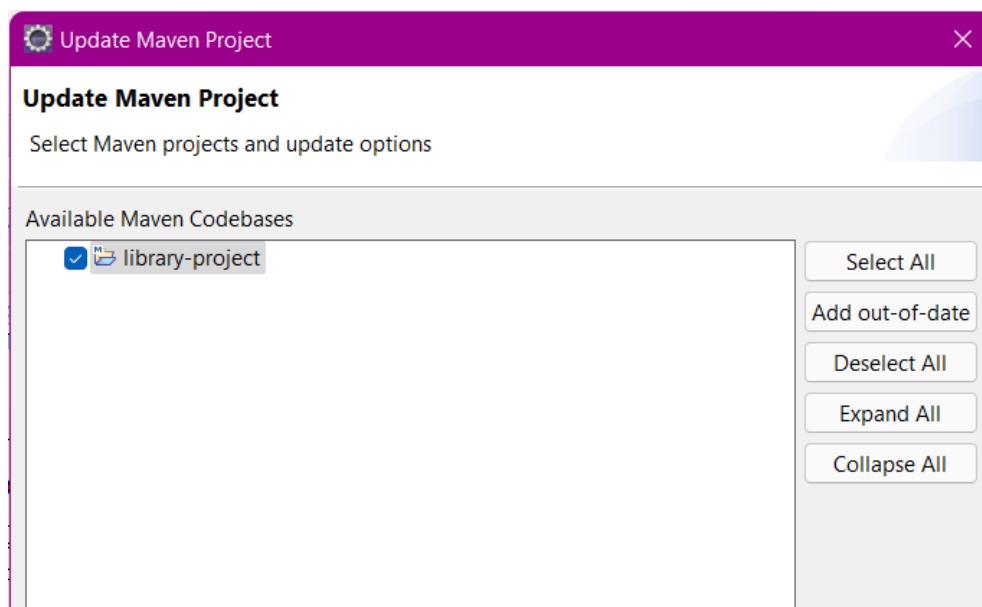 Update Maven Project
Update Maven Project
Select Maven projects and update options
Available Maven Codebases
library-project
Select All
Add out-of-date
Deselect All
Expand All
Collapse All